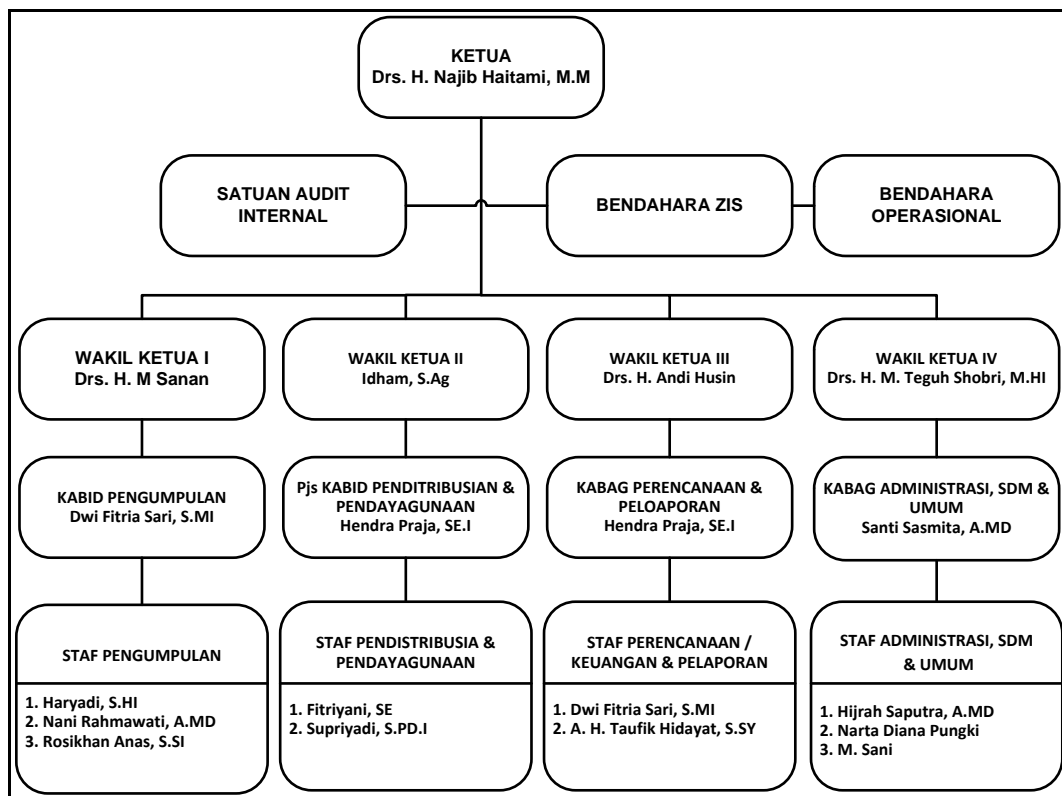 KETUA
Drs. H. Najib Haitami, M.M
SATUAN AUDIT
INTERNAL
BENDAHARA ZIS
BENDAHARA
OPERASIONAL
WAKIL KETUA I
Drs. H. M Sanan
WAKIL KETUA II
Idham, S.Ag
WAKIL KETUA III
Drs. H. Andi Husin
WAKIL KETUA IV
Drs. H. M. Teguh Shobri, M.HI
KABID PENGUMPULAN
Dwi Fitria Sari, S.MI
Pjs KABID PENDITRIBUSIAN &
PENDAYAGUNAAN
Hendra Praja, SE.I
KABAG PERENCANAAN &
PELOAPORAN
Hendra Praja, SE.I
KABAG ADMINISTRASI, SDM &
UMUM
Santi Sasmita, A.MD
STAF PENGUMPULAN
1. Haryadi, S.HI
2. Nani Rahmawati, A.MD
3. Rosikhan Anas, S.SI
STAF PENDISTRIBUSIA &
PENDAYAGUNAAN
1. Fitriyani, SE
2. Supriyadi, S.PD.I
STAF PERENCANAAN /
KEUANGAN & PELAPORAN
1. Dwi Fitria Sari, S.MI
2. A. H. Taufik Hidayat, S.SY
STAF ADMINISTRASI, SDM
& UMUM
1. Hijrah Saputra, A.MD
2. Narta Diana Pungki
3. M. Sani